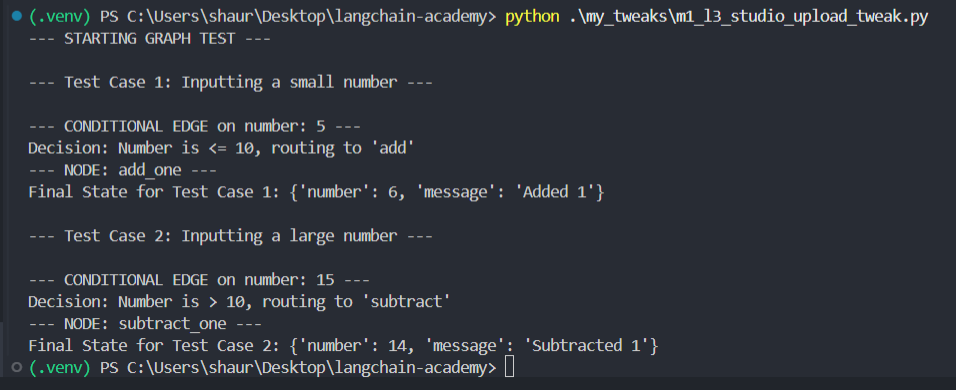 (.venv) PS C:\Users\shaur\Desktop\langchain-academy> python .\my_tweaks\m1_l3_studio_upload_tweak.py
--- STARTING GRAPH TEST ---
--- Test Case 1: Inputting a small number ---
--- CONDITIONAL EDGE on number: 5 ---
Decision: Number is <= 10, routing to 'add'
--- NODE: add_one ---
Final State for Test Case 1: {'number': 6, 'message': 'Added 1'}
--- Test Case 2: Inputting a large number ---
--- CONDITIONAL EDGE on number: 15 ---
Decision: Number is > 10, routing to 'subtract'
--- NODE: subtract_one ---
Final State for Test Case 2: {'number': 14, 'message': 'Subtracted 1'}
(.venv) PS C:\Users\shaur\Desktop\langchain-academy>